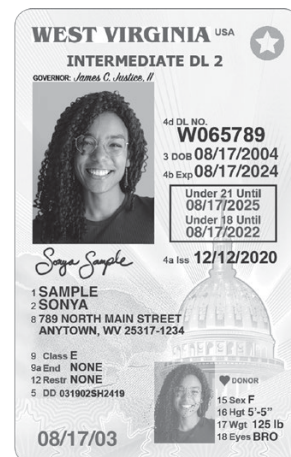 WEST VIRGINIA USA
INTERMEDIATE DL 2
GOVERNOR: James C. Justice, II
4d DL NO.
W065789
3 DOB 08/17/2004
4b Exp 08/17/2024
Under 21 Until
08/17/2025
Under 18 Until
08/17/2022
4a Iss 12/12/2020
Sonya Sample
1 SAMPLE
2 SONYA
8 789 NORTH MAIN STREET
ANYTOWN, WV 25317-1234
9 Class E
9a End NONE
12 Restr NONE
5 DD 031902SH2419
DONOR
15 Sex F
16 Hgt 5'-5"
17 Wgt 125 lb
18 Eyes BRO
08/17/03